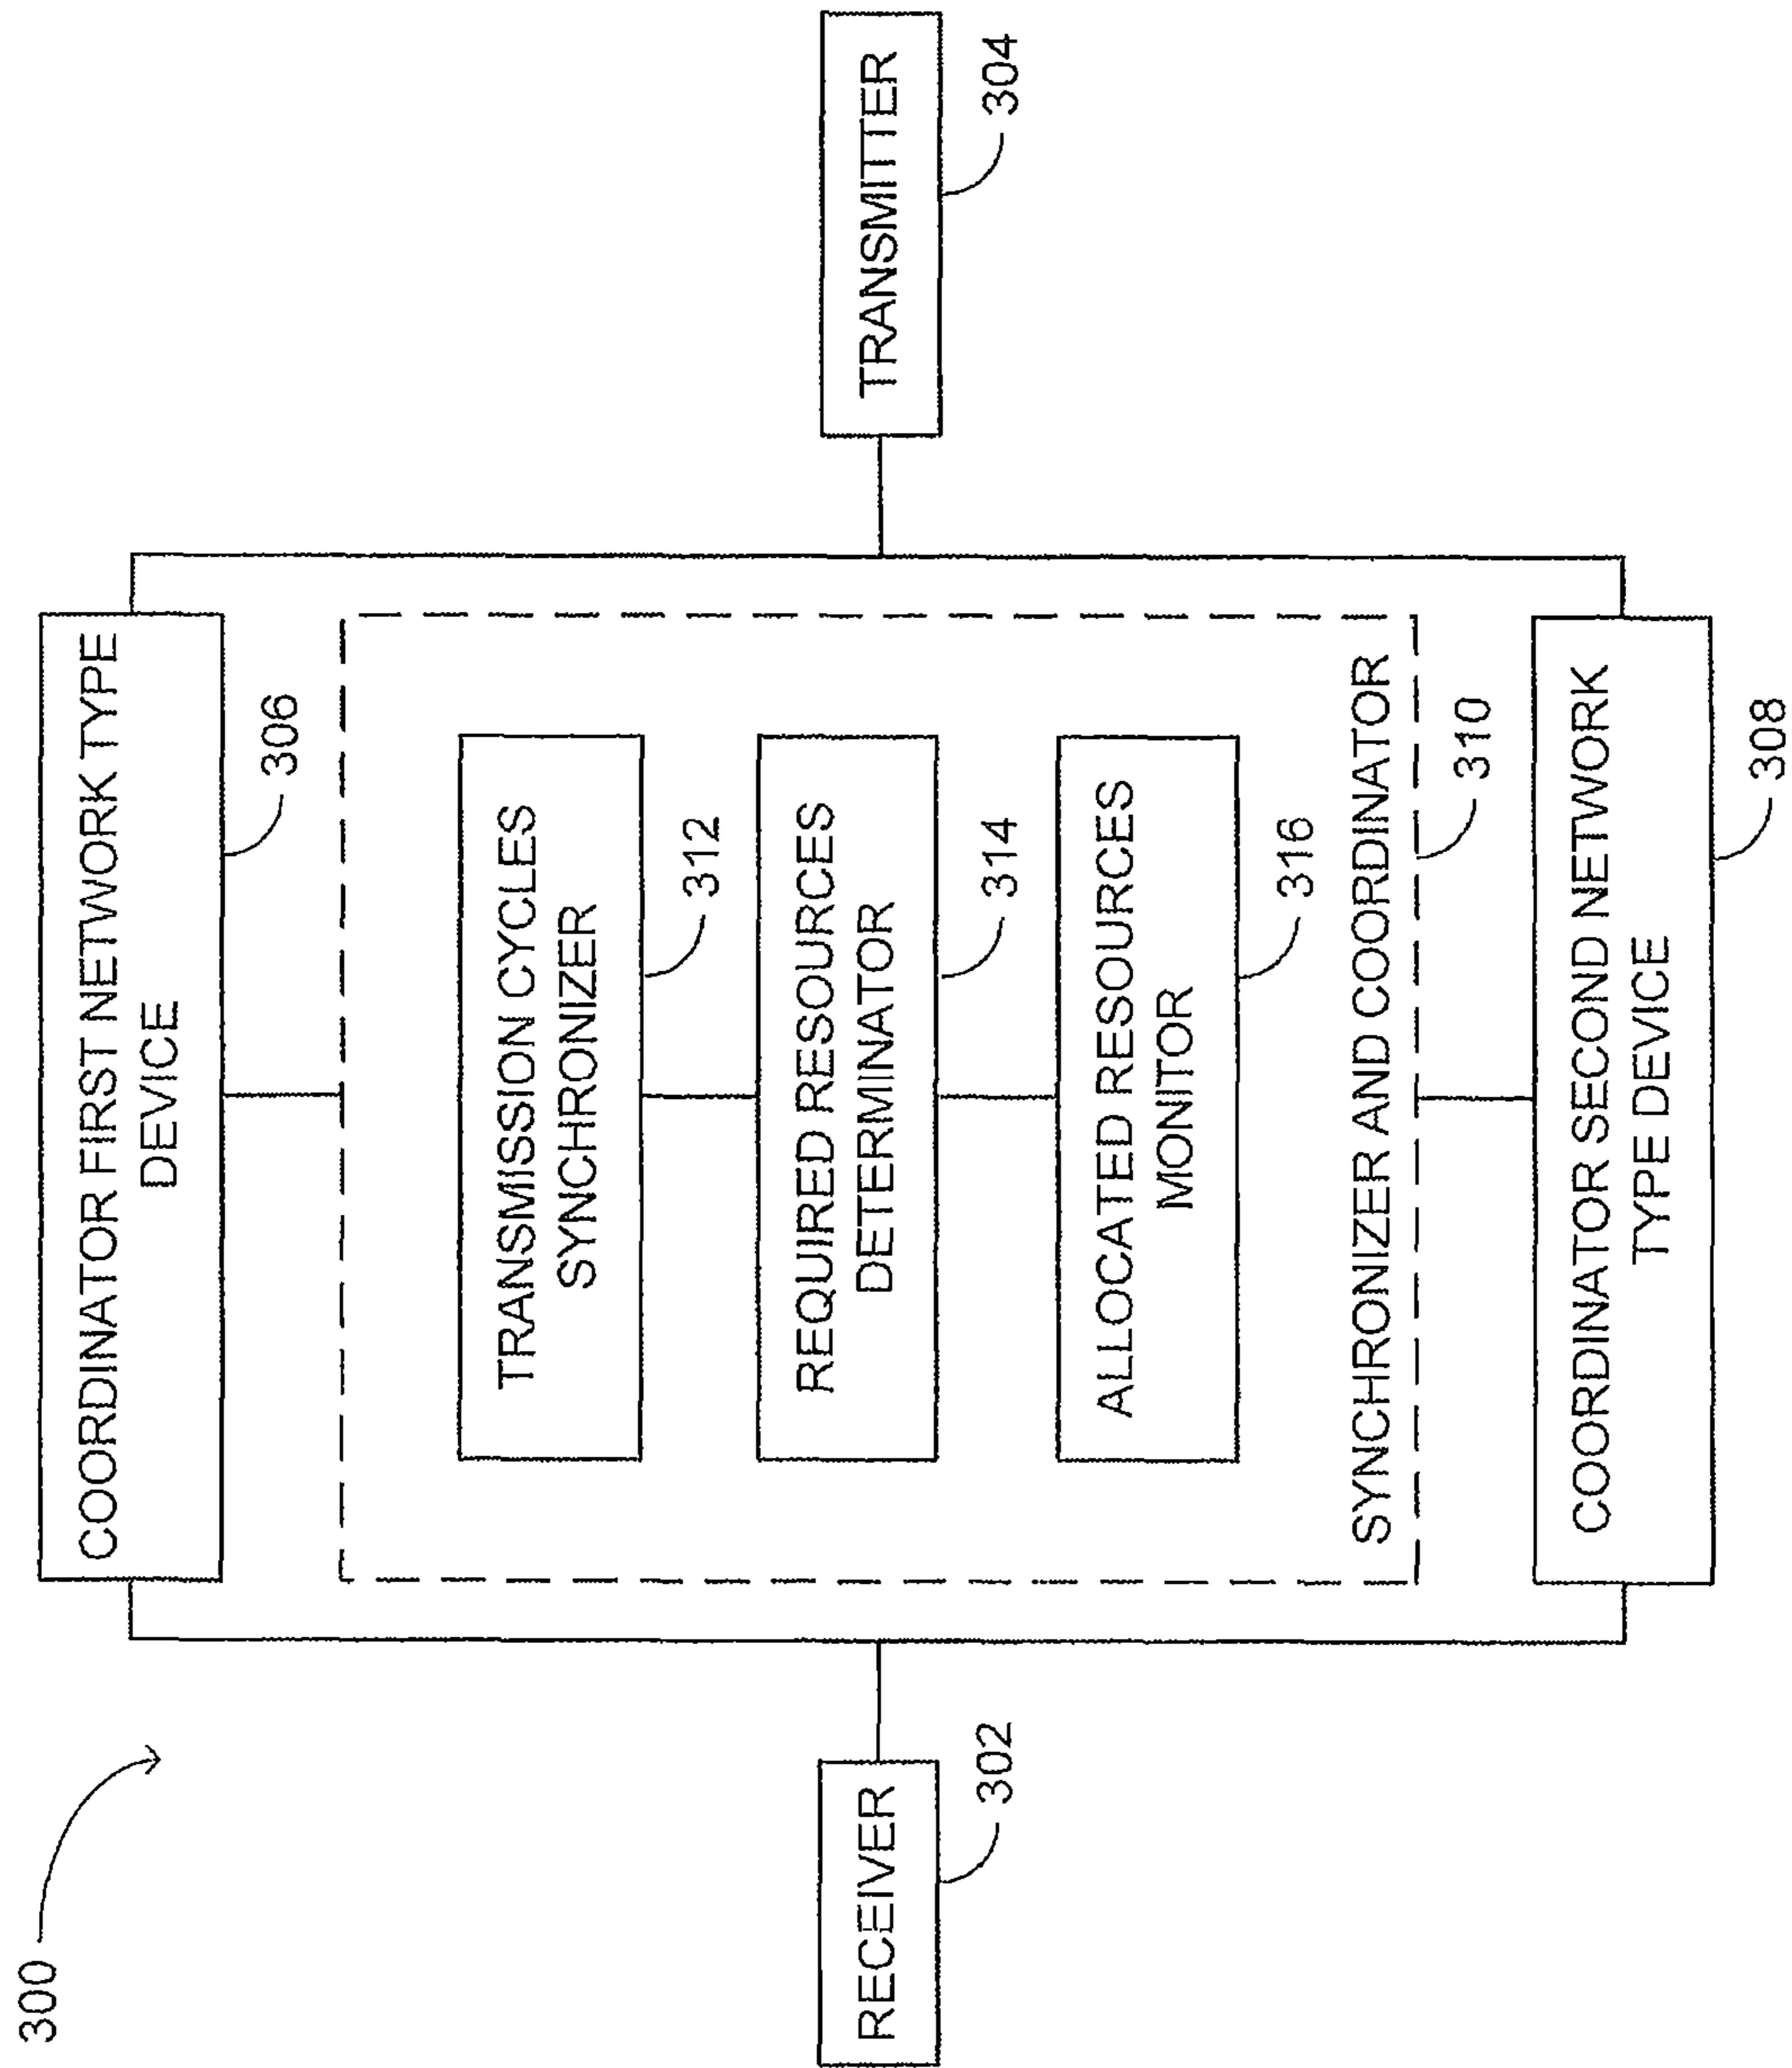 300
COORDINATOR FIRST NETWORK TYPE
DEVICE
306
TRANSMISSION CYCLES
SYNCHRONIZER
312
REQUIRED RESOURCES
DETERMINATOR
314
ALLOCATED RESOURCES
MONITOR
316
SYNCHRONIZER AND COORDINATOR
310
RECEIVER
302
TRANSMITTER
304
COORDINATOR SECOND NETWORK
TYPE DEVICE
308